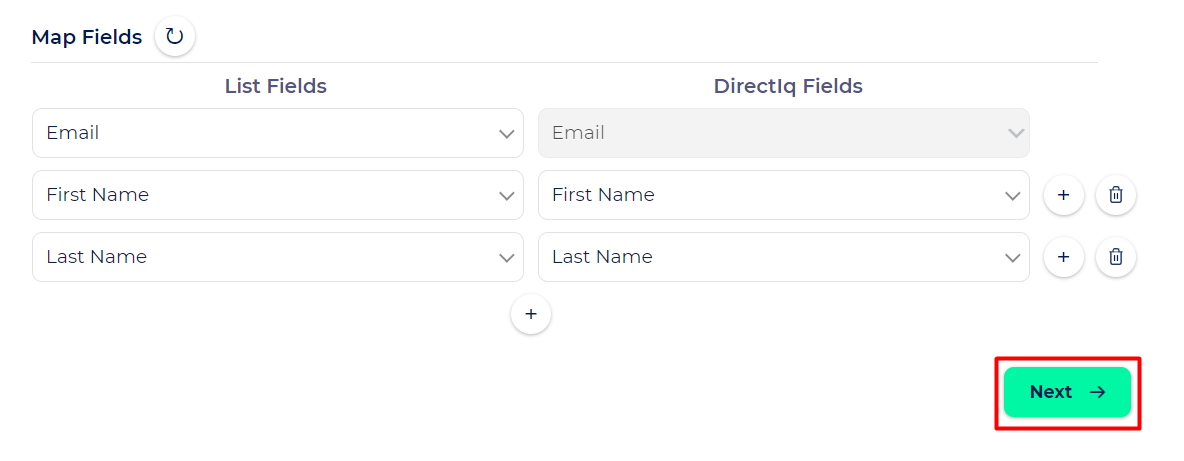 Map Fields
List Fields DirectIq Fields
Email Email
First Name First Name
Last Name Last Name
Next